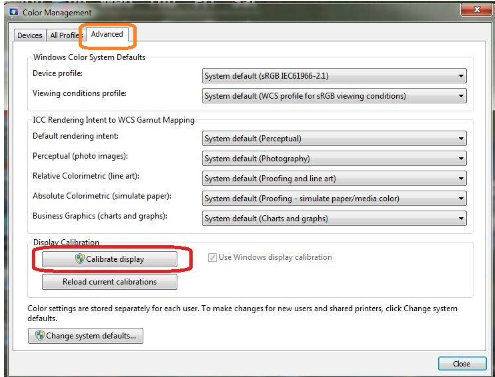 Color Management
Devices
All Profiles
Advanced
Windows Color System Defaults
Device profile:
System default (sRGB IEC61966-2.1)
Viewing conditions profile:
System default (WCS profile for sRGB viewing conditions)
ICC Rendering Intent to WCS Gamut Mapping
Default rendering intent:
System default (Perceptual)
Perceptual (photo images):
System default (Photography)
Relative Colorimetric (line art):
System default (Proofing and line art)
Absolute Colorimetric (simulate paper):
System default (Proofing - simulate paper/media color)
Business Graphics (charts and graphs):
System default (Charts and graphs)
Display Calibration
Calibrate display
Use Windows display calibration
Reload current calibrations
Color settings are stored separately for each user. To make changes for new users and shared printers, click Change system
defaults.
Change system defaults...
Close